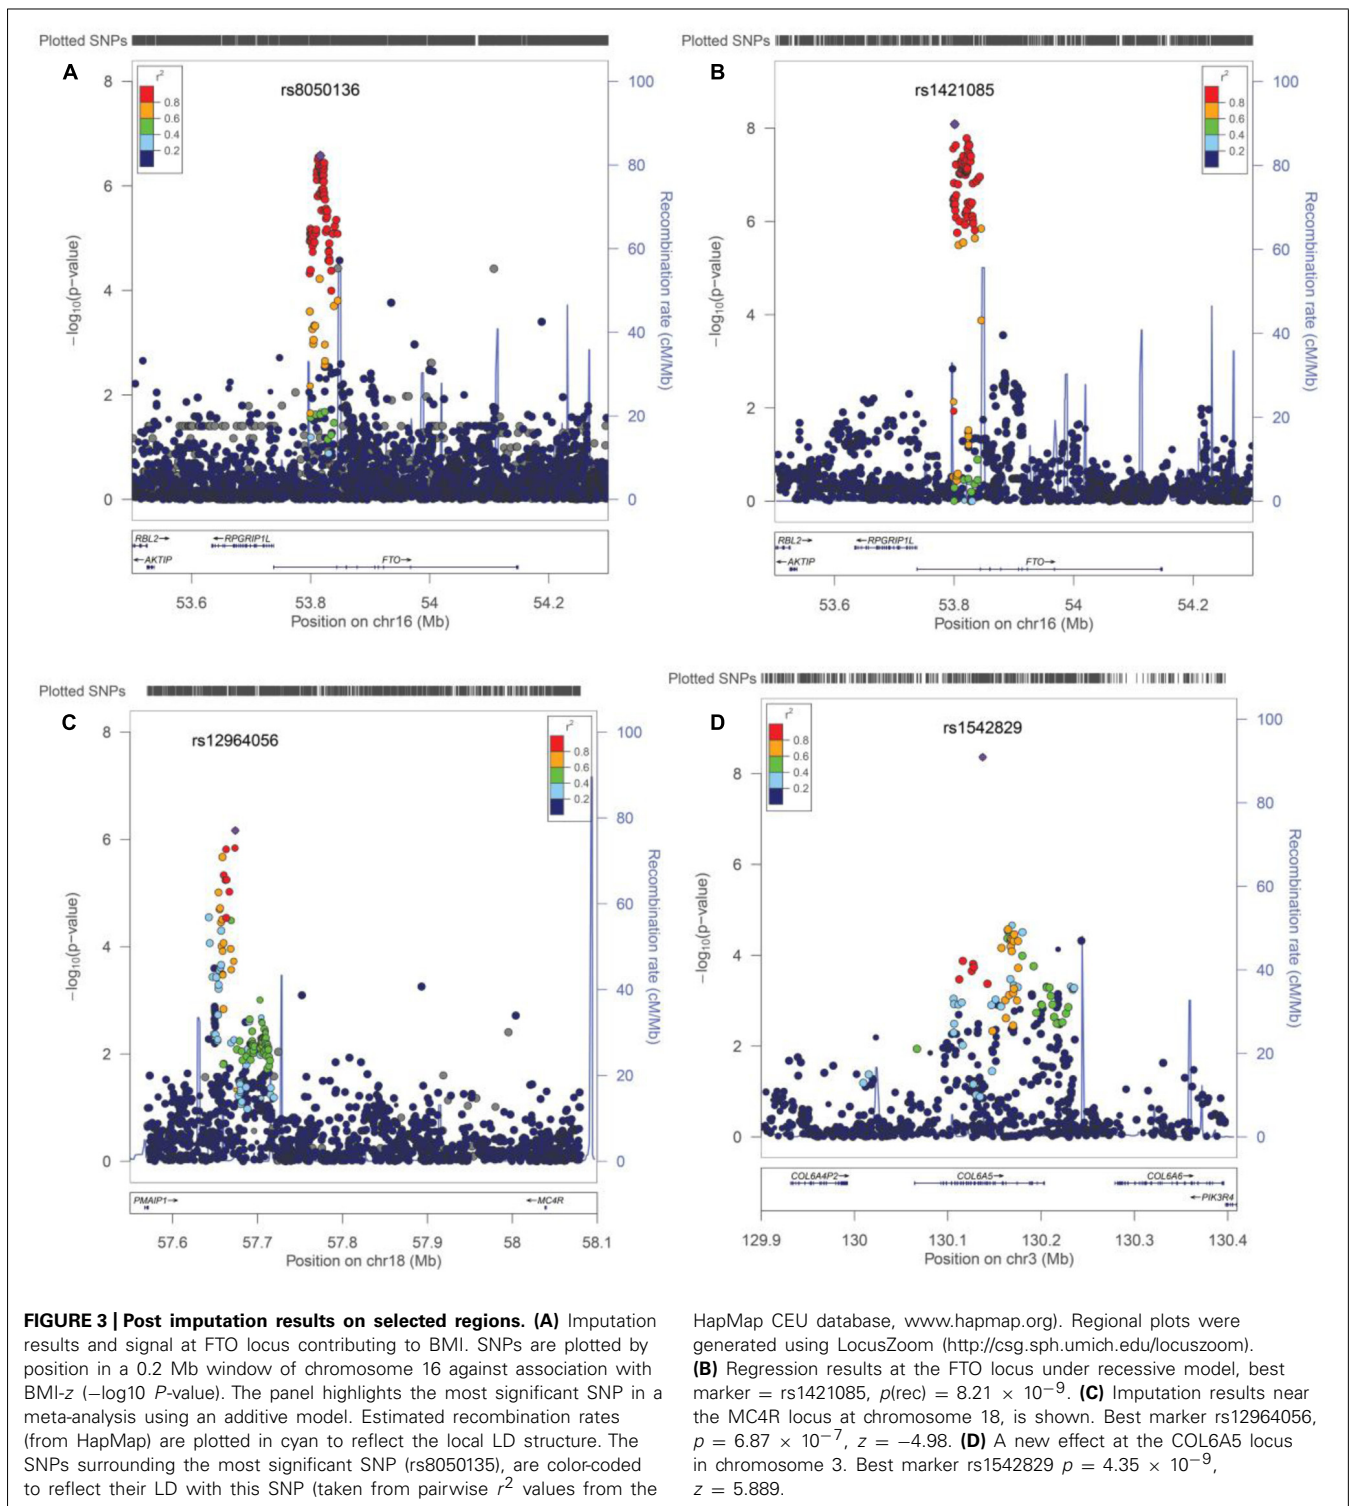 Plotted SNPs
A
rs8050136
r²
0.8
0.6
0.4
0.2
8
6
4
2
0
−log10(p−value)
100
80
60
40
20
0
Recombination rate (cM/Mb)
RBL2→
←RPGRIP1L
←AKTIP
FTO→
53.6 53.8 54 54.2
Position on chr16 (Mb)
Plotted SNPs
B
rs1421085
r²
0.8
0.6
0.4
0.2
8
6
4
2
0
−log10(p−value)
100
80
60
40
20
0
Recombination rate (cM/Mb)
RBL2→
←RPGRIP1L
←AKTIP
FTO→
53.6 53.8 54 54.2
Position on chr16 (Mb)
Plotted SNPs
C
rs12964056
r²
0.8
0.6
0.4
0.2
8
6
4
2
0
−log10(p−value)
100
80
60
40
20
0
Recombination rate (cM/Mb)
PMAIP1→
←MC4R
57.6 57.7 57.8 57.9 58 58.1
Position on chr18 (Mb)
Plotted SNPs
D
rs1542829
r²
0.8
0.6
0.4
0.2
8
6
4
2
0
−log10(p−value)
100
80
60
40
20
0
Recombination rate (cM/Mb)
COL6A4P2→
COL6A5→
COL6A6→
←PIK3R4
129.9 130 130.1 130.2 130.3 130.4
Position on chr3 (Mb)
FIGURE 3 | Post imputation results on selected regions. (A) Imputation
results and signal at FTO locus contributing to BMI. SNPs are plotted by
position in a 0.2 Mb window of chromosome 16 against association with
BMI-z (−log10 P-value). The panel highlights the most significant SNP in a
meta-analysis using an additive model. Estimated recombination rates
(from HapMap) are plotted in cyan to reflect the local LD structure. The
SNPs surrounding the most significant SNP (rs8050135), are color-coded
to reflect their LD with this SNP (taken from pairwise r² values from the
HapMap CEU database, www.hapmap.org). Regional plots were
generated using LocusZoom (http://csg.sph.umich.edu/locuszoom).
(B) Regression results at the FTO locus under recessive model, best
marker = rs1421085, p(rec) = 8.21 × 10⁻⁹. (C) Imputation results near
the MC4R locus at chromosome 18, is shown. Best marker rs12964056,
p = 6.87 × 10⁻⁷, z = −4.98. (D) A new effect at the COL6A5 locus
in chromosome 3. Best marker rs1542829 p = 4.35 × 10⁻⁹,
z = 5.889.